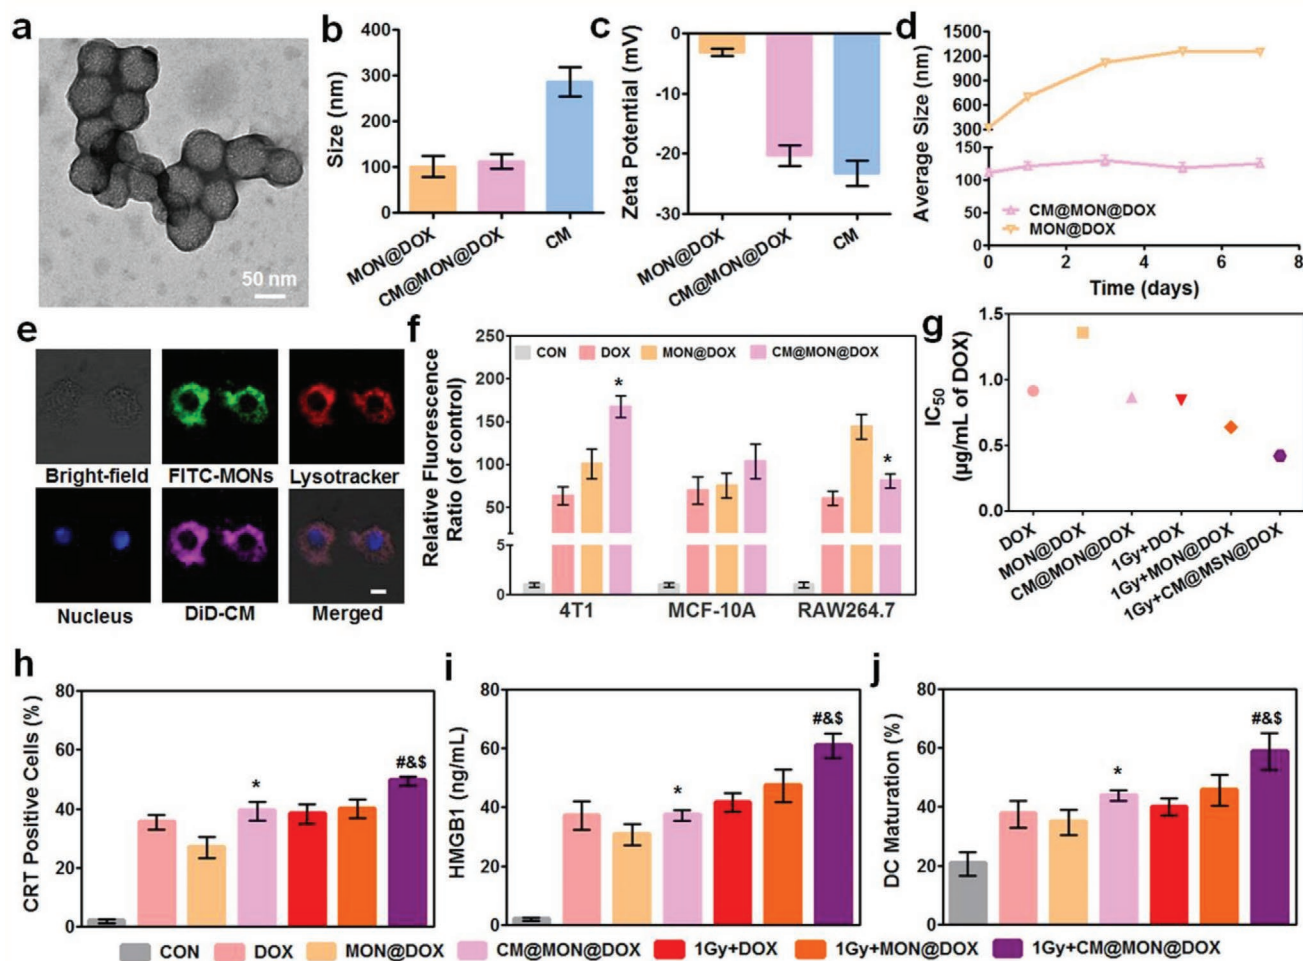 a
50 nm
b
Size (nm)
400
300
200
100
0
MON@DOX
CM@MON@DOX
CM
c
Zeta Potential (mV)
0
-10
-20
-30
MON@DOX
CM@MON@DOX
CM
d
Average Size (nm)
1500
1200
900
600
300
150
100
50
0
CM@MON@DOX
MON@DOX
0 2 4 6 8
Time (days)
e
Bright-field FITC-MONs Lysotracker
Nucleus DiD-CM Merged
f
Relative Fluorescence
Ratio (of control)
250
200
150
100
50
5
0
CON DOX MON@DOX CM@MON@DOX
*
*
4T1 MCF-10A RAW264.7
g
IC50
(µg/mL of DOX)
1.5
1.0
0.5
0.0
DOX
MON@DOX
CM@MON@DOX
1Gy+DOX
1Gy+MON@DOX
1Gy+CM@MSN@DOX
h
CRT Positive Cells (%)
80
60
40
20
0
*
#&$
i
HMGB1 (ng/mL)
80
60
40
20
0
*
#&$
j
DC Maturation (%)
80
60
40
20
0
*
#&$
CON DOX MON@DOX CM@MON@DOX 1Gy+DOX 1Gy+MON@DOX 1Gy+CM@MON@DOX